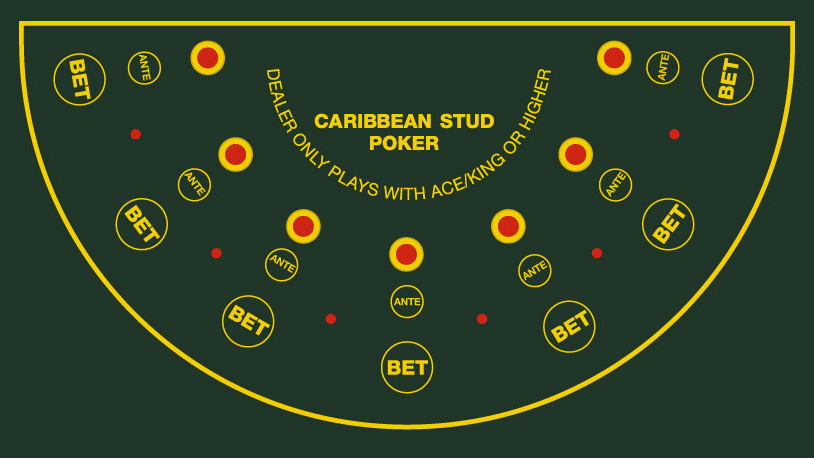 CARIBBEAN STUD
POKER
DEALER ONLY PLAYS WITH ACE/KING OR HIGHER
BET
ANTE
ANTE
BET
BET
ANTE
ANTE
BET
BET
ANTE
ANTE
BET
ANTE
BET